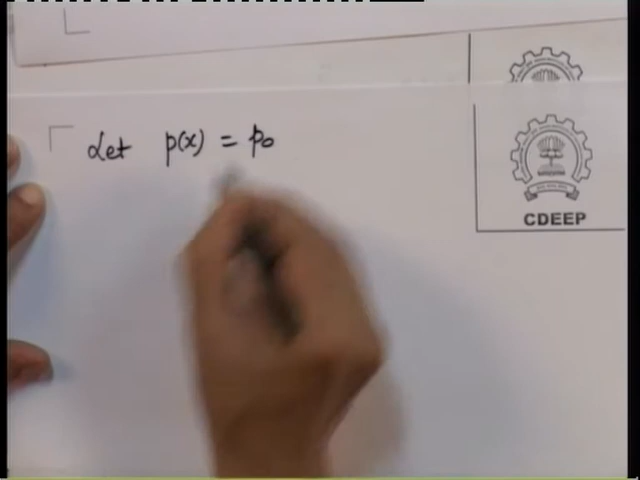 Let p(x) = p₀
CDEEP